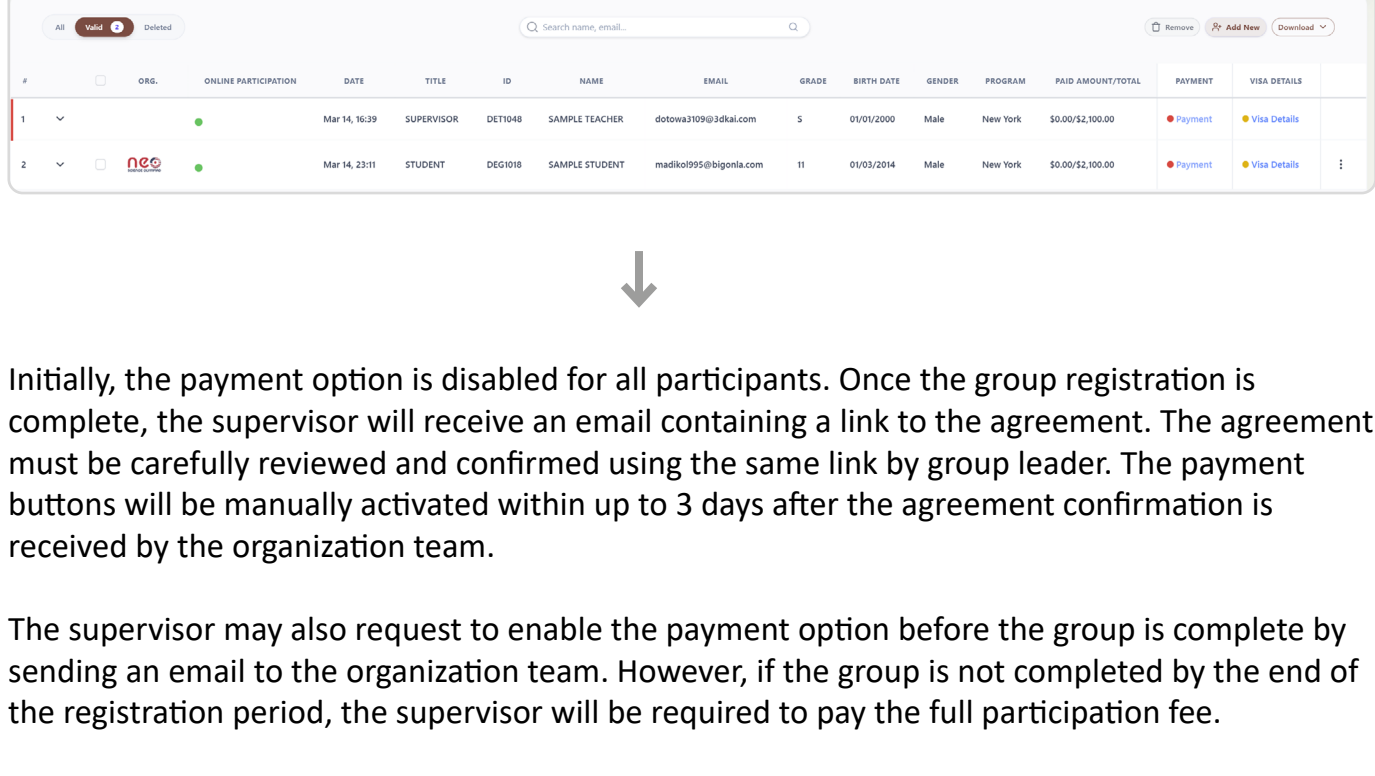 All Valid 2 Deleted Search name, email... Remove Add New Download
# ORG. ONLINE PARTICIPATION DATE TITLE ID NAME EMAIL GRADE BIRTH DATE GENDER PROGRAM PAID AMOUNT/TOTAL PAYMENT VISA DETAILS
1 Mar 14, 16:39 SUPERVISOR DET1048 SAMPLE TEACHER dotowa3109@3dkai.com S 01/01/2000 Male New York $0.00/$2,100.00 Payment Visa Details
2 neo Mar 14, 23:11 STUDENT DEG1018 SAMPLE STUDENT madikol995@bigonla.com 11 01/03/2014 Male New York $0.00/$2,100.00 Payment Visa Details
Initially, the payment option is disabled for all participants. Once the group registration is
complete, the supervisor will receive an email containing a link to the agreement. The agreement
must be carefully reviewed and confirmed using the same link by group leader. The payment
buttons will be manually activated within up to 3 days after the agreement confirmation is
received by the organization team.
The supervisor may also request to enable the payment option before the group is complete by
sending an email to the organization team. However, if the group is not completed by the end of
the registration period, the supervisor will be required to pay the full participation fee.